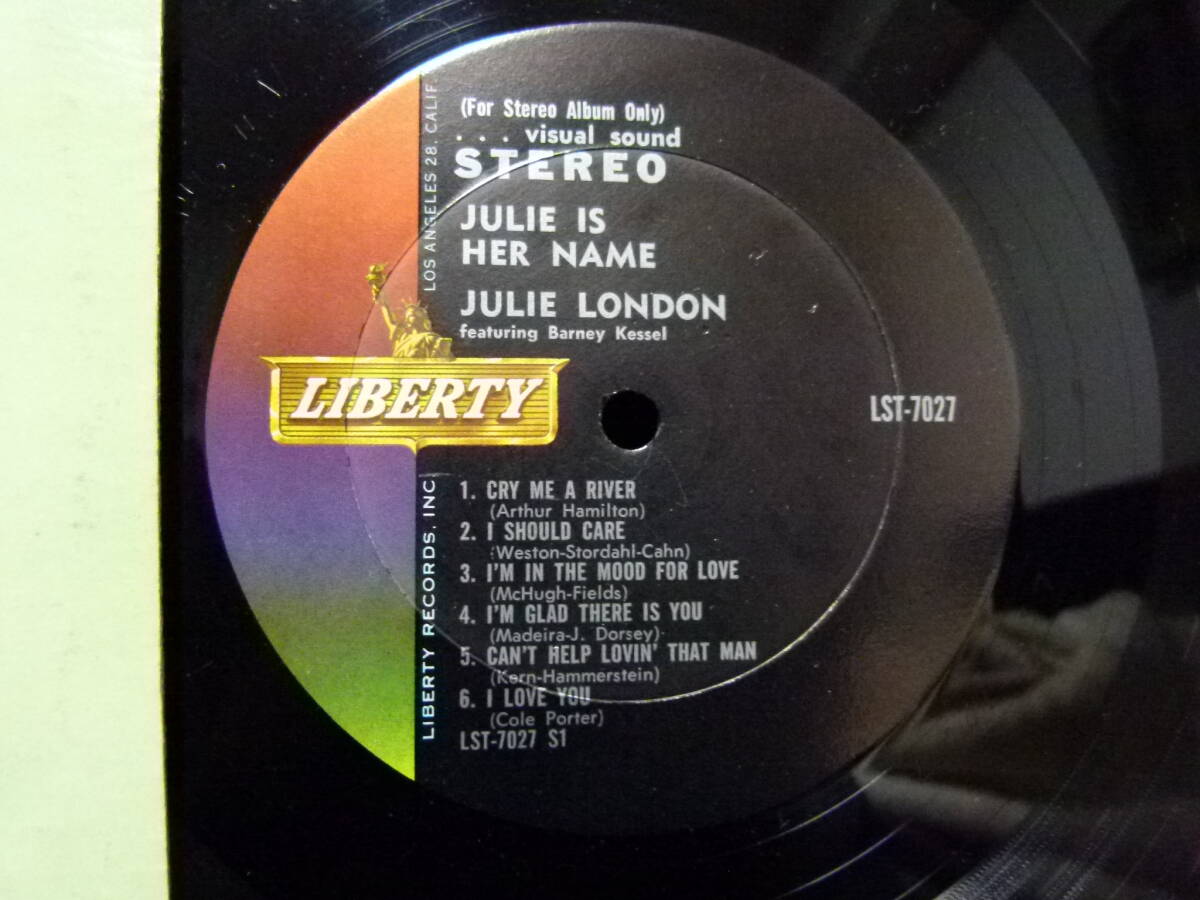 (For Stereo Album Only)
. . . visual sound
STEREO
JULIE IS
HER NAME
JULIE LONDON
featuring Barney Kessel
LOS ANGELES 28, CALIF.
LIBERTY
LST-7027
LIBERTY RECORDS, INC.
1. CRY ME A RIVER
(Arthur Hamilton)
2. I SHOULD CARE
(Weston-Stordahl-Cahn)
3. I'M IN THE MOOD FOR LOVE
(McHugh-Fields)
4. I'M GLAD THERE IS YOU
(Madeira-J. Dorsey)
5. CAN'T HELP LOVIN' THAT MAN
(Kern-Hammerstein)
6. I LOVE YOU
(Cole Porter)
LST-7027 S1